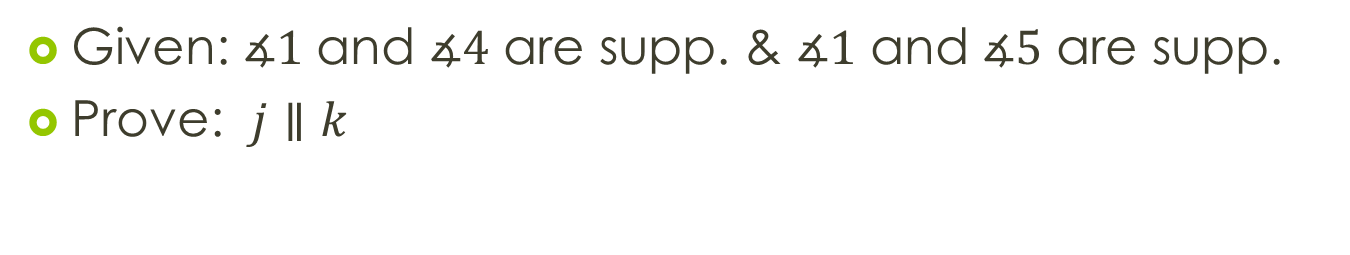 Given: ∡1 and ∡4 are supp. & ∡1 and ∡5 are supp.
Prove: j ∥ k